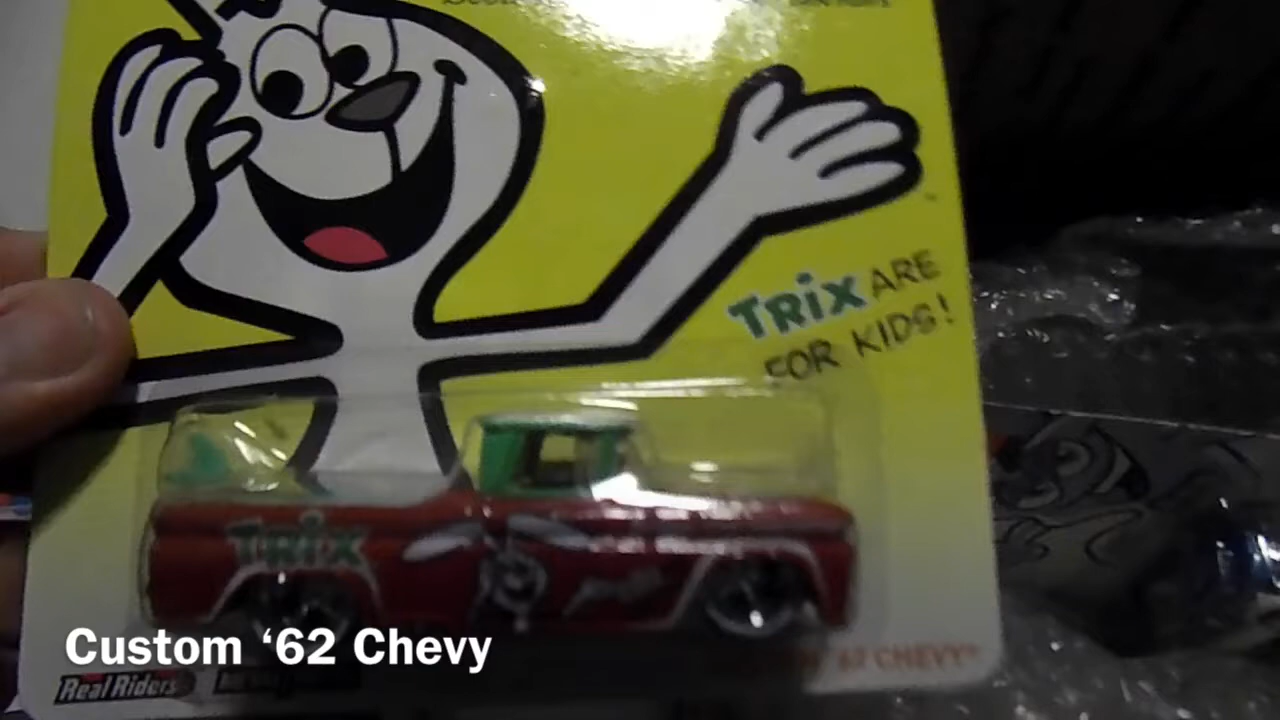 TRiX ARE
FOR KIDS!
TRiX
Custom ‘62 Chevy
'62 CHEVY
Real Riders